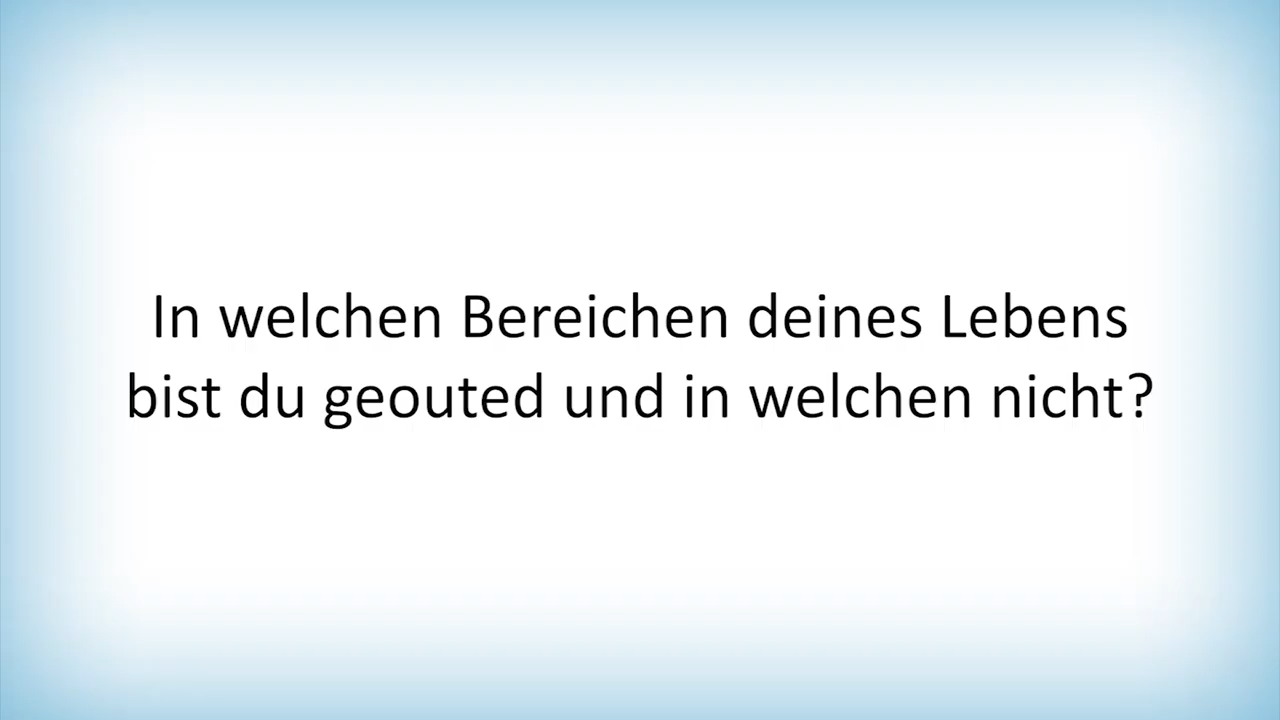 In welchen Bereichen deines Lebens
bist du geouted und in welchen nicht?